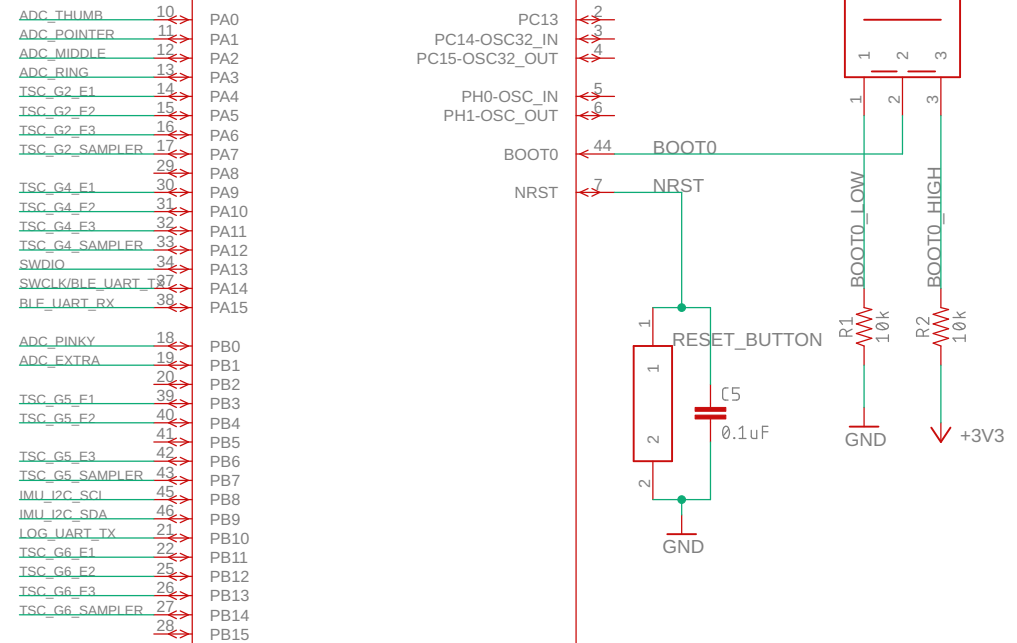 ADC_THUMB 10 PA0
ADC_POINTER 11 PA1
ADC_MIDDLE 12 PA2
ADC_RING 13 PA3
TSC_G2_E1 14 PA4
TSC_G2_E2 15 PA5
TSC_G2_E3 16 PA6
TSC_G2_SAMPLER 17 PA7
29 PA8
TSC_G4_E1 30 PA9
TSC_G4_E2 31 PA10
TSC_G4_E3 32 PA11
TSC_G4_SAMPLER 33 PA12
SWDIO 34 PA13
SWCLK/BLE_UART_TX 37 PA14
BLE_UART_RX 38 PA15
ADC_PINKY 18 PB0
ADC_EXTRA 19 PB1
20 PB2
TSC_G5_E1 39 PB3
TSC_G5_E2 40 PB4
41 PB5
TSC_G5_E3 42 PB6
TSC_G5_SAMPLER 43 PB7
IMU_I2C_SCL 45 PB8
IMU_I2C_SDA 46 PB9
LOG_UART_TX 21 PB10
TSC_G6_E1 22 PB11
TSC_G6_E2 25 PB12
TSC_G6_E3 26 PB13
TSC_G6_SAMPLER 27 PB14
28 PB15
PC13 2
PC14-OSC32_IN 3
PC15-OSC32_OUT 4
PH0-OSC_IN 5
PH1-OSC_OUT 6
BOOT0 44 BOOT0
NRST 7 NRST
1 2 3
1 2 3
BOOT0_LOW
BOOT0_HIGH
R1 10k
R2 10k
GND
+3V3
1
RESET_BUTTON
1
2
2
C5
0.1uF
GND